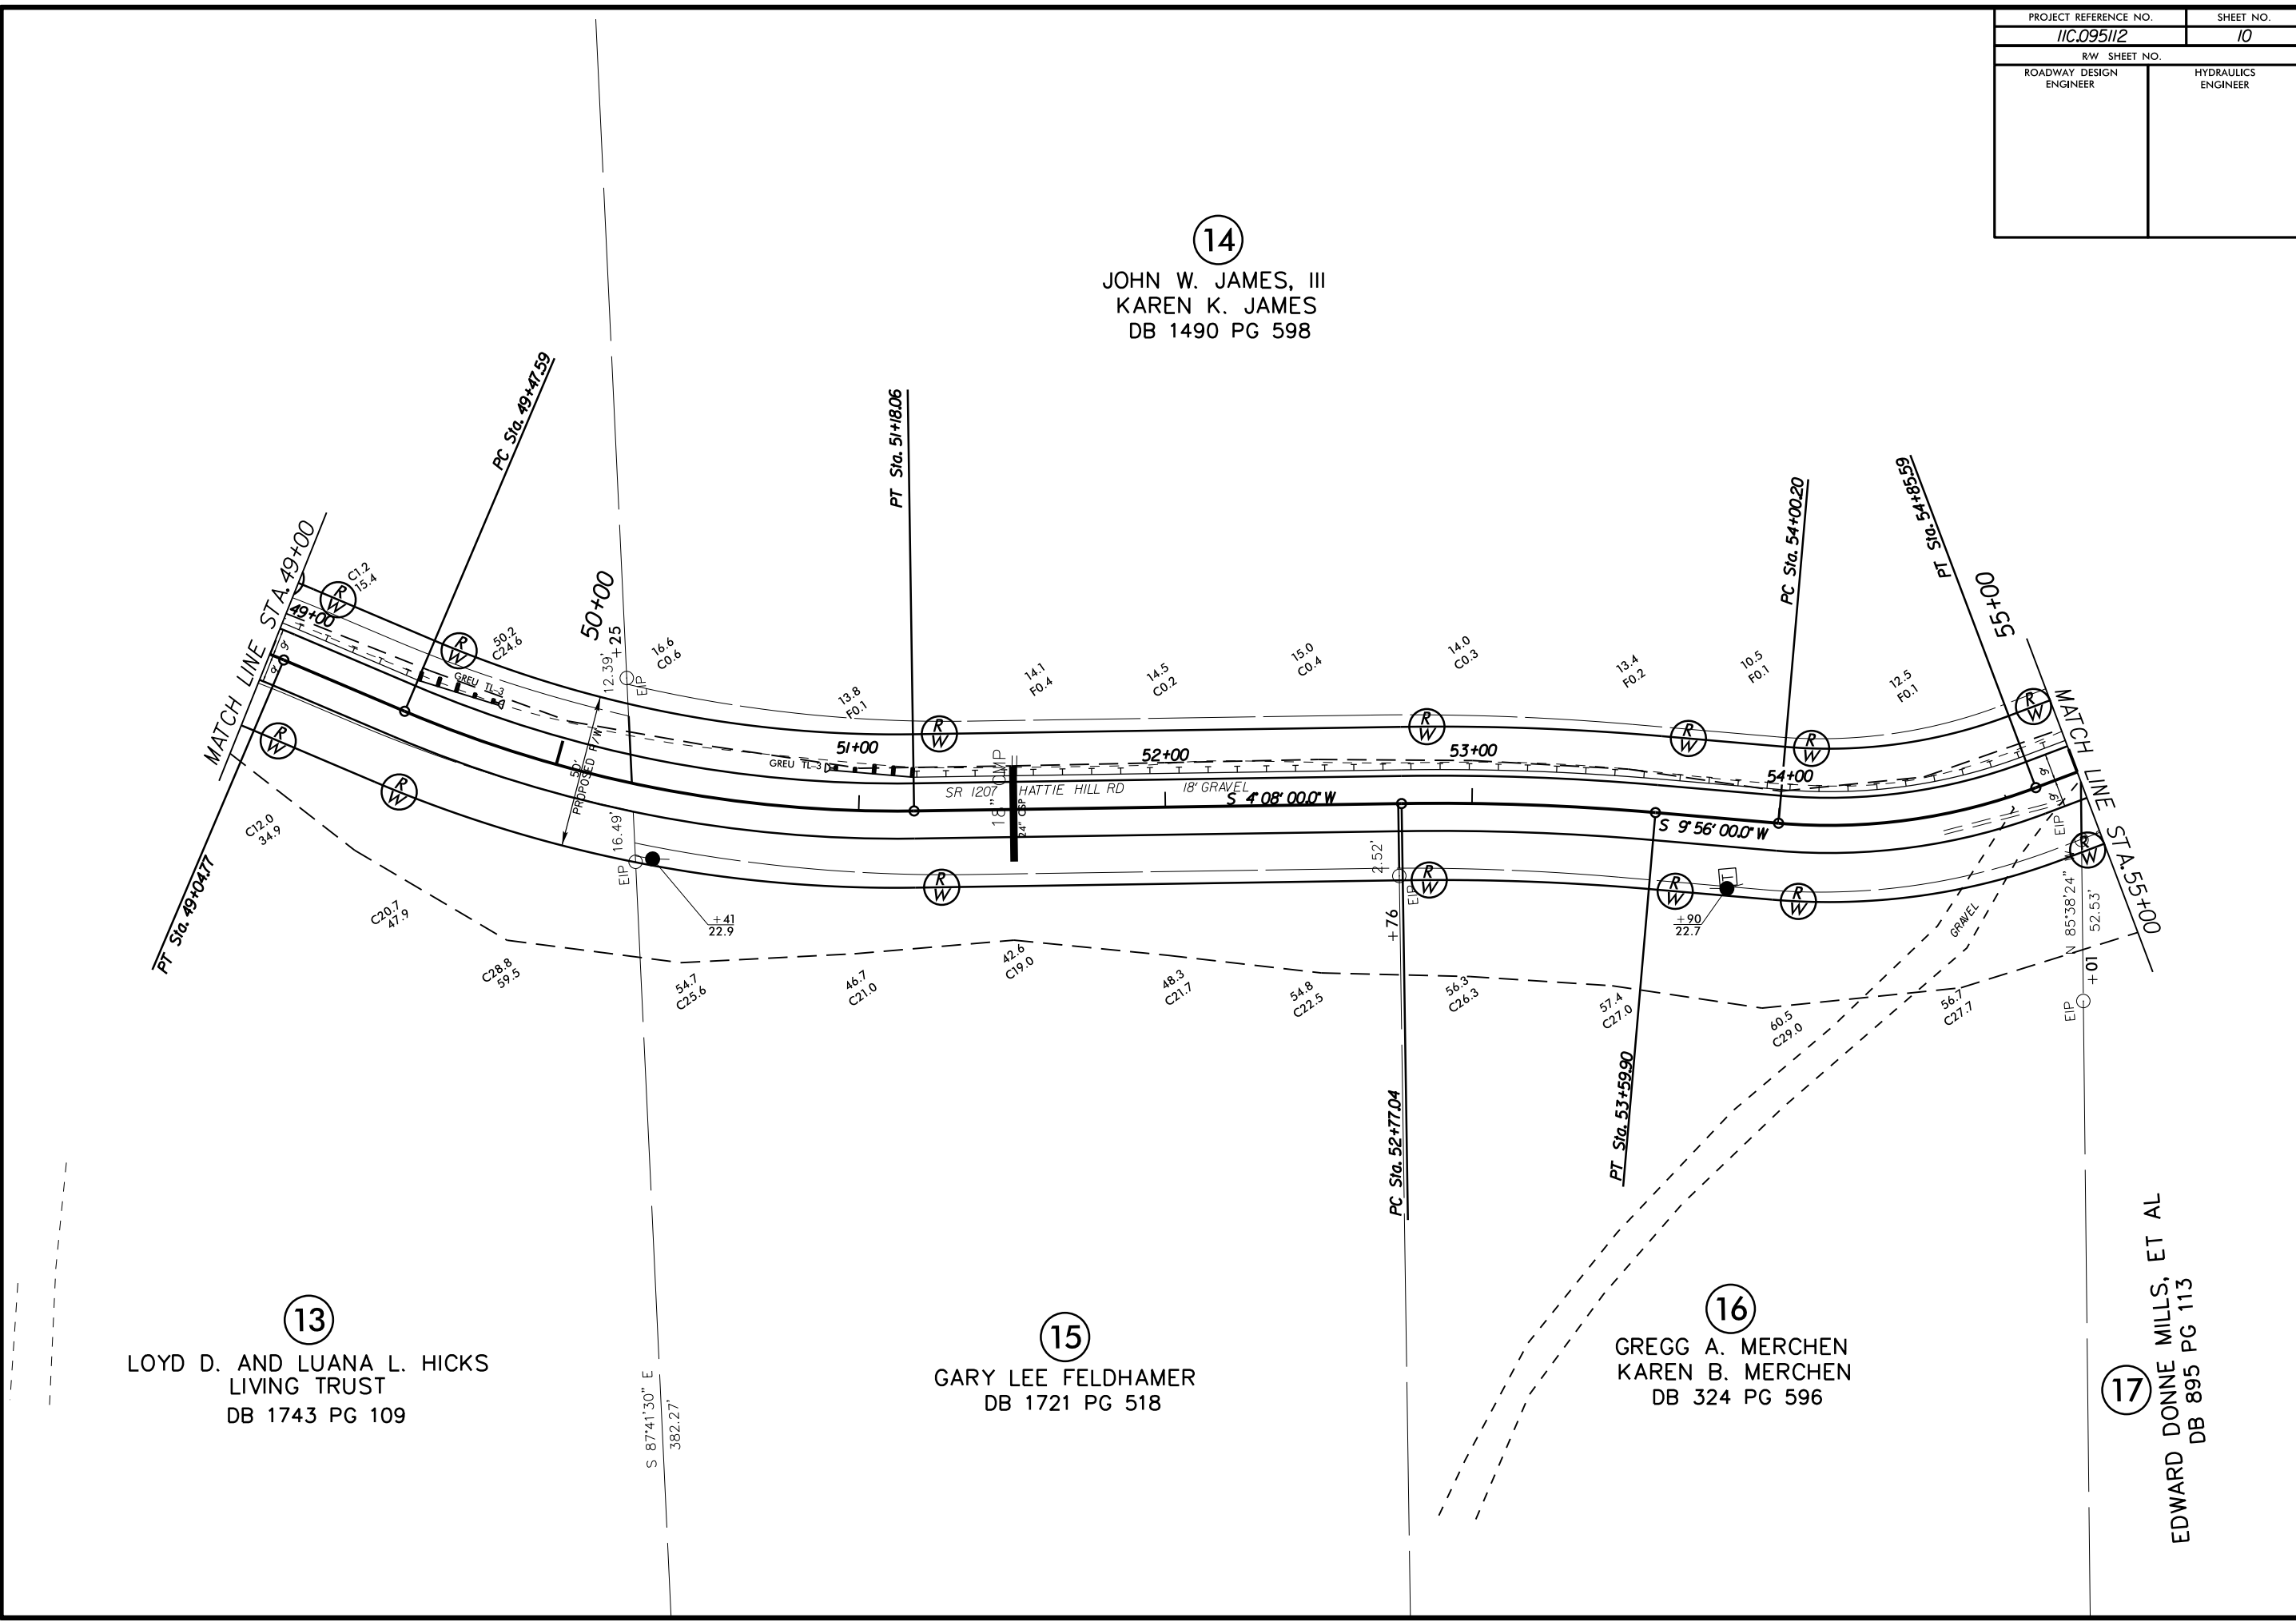 PROJECT REFERENCE NO.
SHEET NO.
11C.095112
10
RW SHEET NO.
ROADWAY DESIGN
ENGINEER
HYDRAULICS
ENGINEER
14
JOHN W. JAMES, III
KAREN K. JAMES
DB 1490 PG 598
PC Sta. 49+47.59
PT Sta. 51+18.06
PC Sta. 54+00.20
PT Sta. 54+85.59
MATCH LINE STA. 49+00
49+00
C1.2
15.4
R
W
R
W
50.2
C24.6
50+00
+25
12.39'
EIP
16.6
C0.6
13.8
F0.1
14.1
F0.4
14.5
C0.2
15.0
C0.4
14.0
C0.3
13.4
F0.2
10.5
F0.1
12.5
F0.1
55+00
MATCH LINE STA. 55+00
9'
9'
GREU TL-3
50'
PROPOSED R/W
GREU TL-3
51+00
R
W
18" CMP
24" CSP
SR 1207
HATTIE HILL RD
18' GRAVEL
52+00
S 4°08'00.0" W
R
W
53+00
R
W
54+00
R
W
S 9°56'00.0" W
R
W
9'
9'
R
W
R
W
C12.0
34.9
PT Sta. 49+04.77
C20.7
47.9
C28.8
59.5
EIP
16.49'
+41
22.9
54.7
C25.6
46.7
C21.0
R
W
42.6
C19.0
48.3
C21.7
54.8
C22.5
2.52'
EIP
+76
R
W
56.3
C26.3
57.4
C27.0
R
W
+90
22.7
T
R
W
60.5
C29.0
GRAVEL
56.7
C27.7
EIP
N 85°38'24" W
52.53'
+01
EIP
R
W
PC Sta. 52+77.04
PT Sta. 53+59.90
13
LOYD D. AND LUANA L. HICKS
LIVING TRUST
DB 1743 PG 109
S 87°41'30" E
382.27'
15
GARY LEE FELDHAMER
DB 1721 PG 518
16
GREGG A. MERCHEN
KAREN B. MERCHEN
DB 324 PG 596
17
EDWARD DONNE MILLS, ET AL
DB 895 PG 113